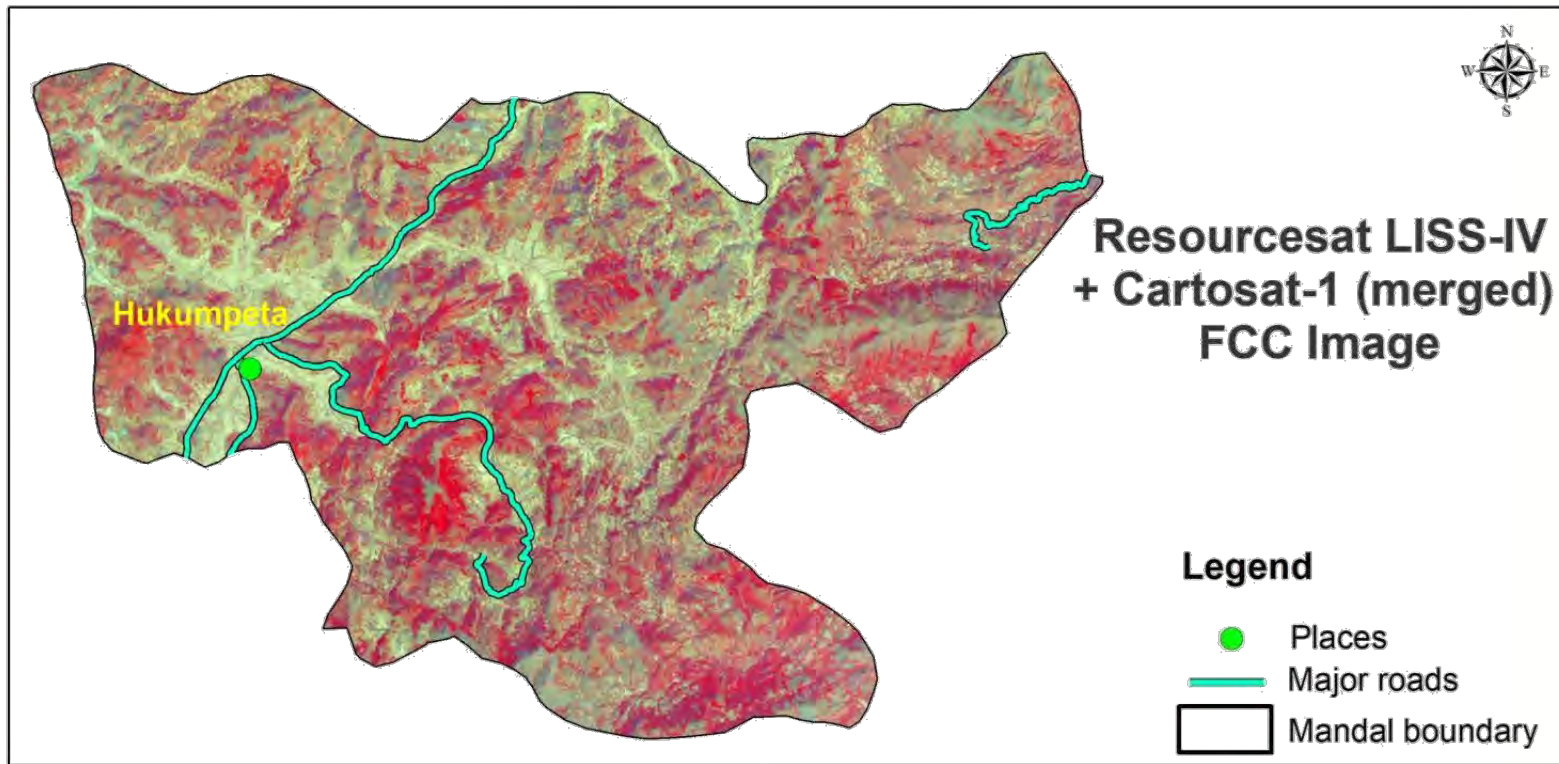 N
W E
S
Resourcesat LISS-IV
+ Cartosat-1 (merged)
FCC Image
Hukumpeta
Legend
Places
Major roads
Mandal boundary